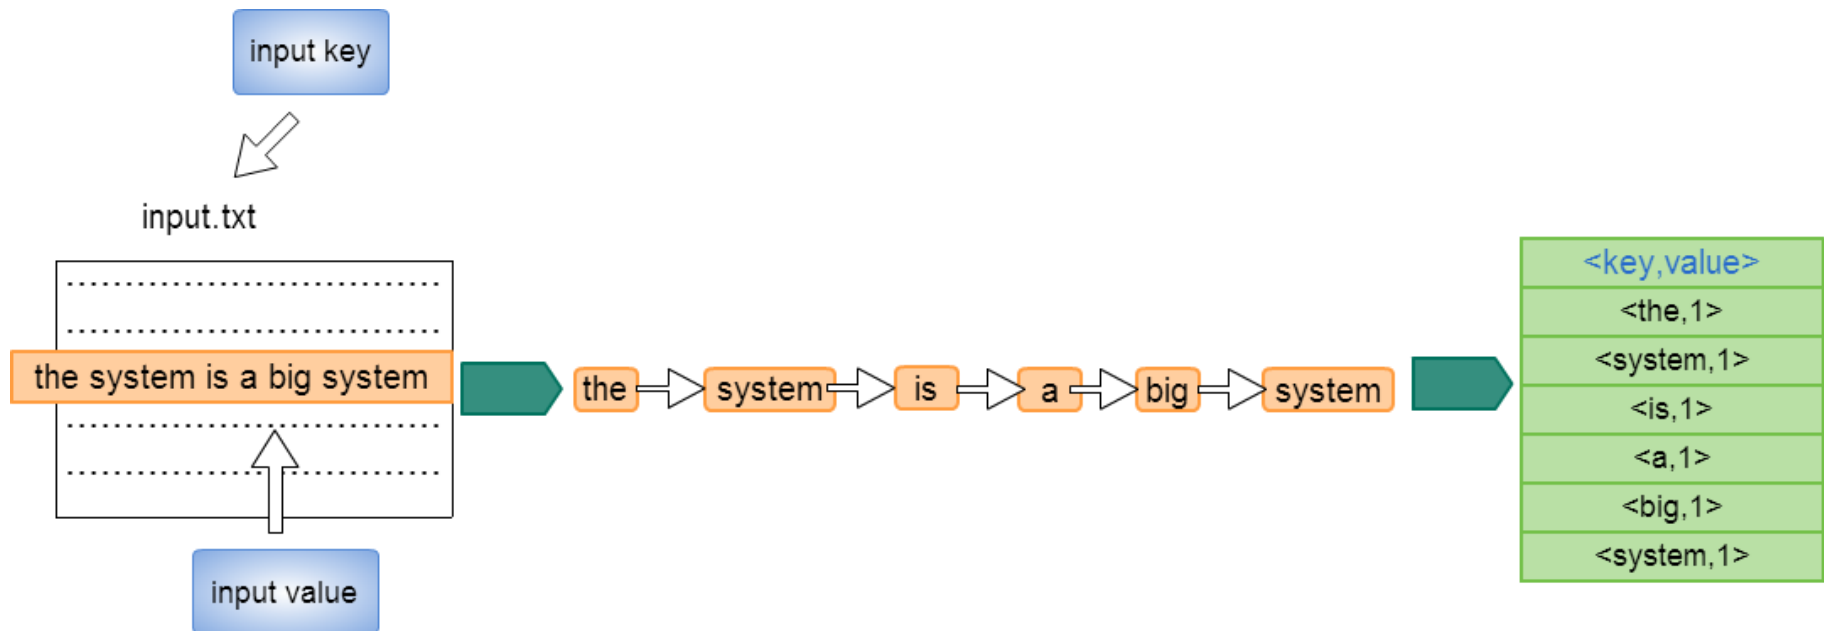 input key
input.txt
the system is a big system
the
system
is
a
big
system
<key,value>
<the,1>
<system,1>
<is,1>
<a,1>
<big,1>
<system,1>
input value